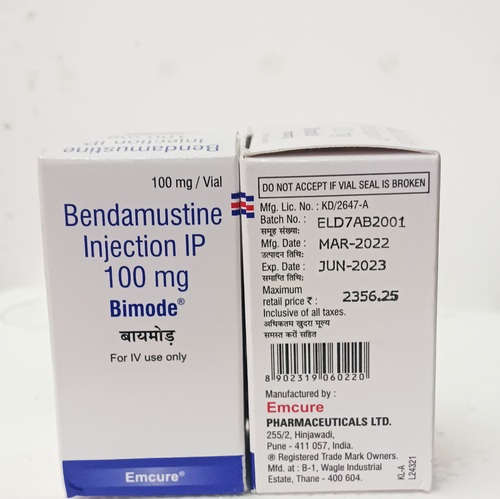 Bendamustine
Injection IP
100 mg
100 mg / Vial
Bendamustine
Injection IP
100 mg
Bimode®
बायमोड़
For IV use only
Emcure®
DO NOT ACCEPT IF VIAL SEAL IS BROKEN
Mfg. Lic. No. : KD/2647-A
Batch No. : ELD7AB2001
समूह संख्या:
Mfg. Date : MAR-2022
उत्पादन तिथि:
Exp. Date : JUN-2023
समाप्ति तिथि:
Maximum
retail price ₹ : 2356.25
Inclusive of all taxes.
अधिकतम खुदरा मूल्य
समस्त करों सहित
8 902319 060220
Manufactured by :
Emcure
PHARMACEUTICALS LTD.
255/2, Hinjawadi,
Pune - 411 057, India.
® Registered Trade Mark Owners.
Mfd. at : B-1, Wagle Industrial
Estate, Thane - 400 604.
KL-A
L24321